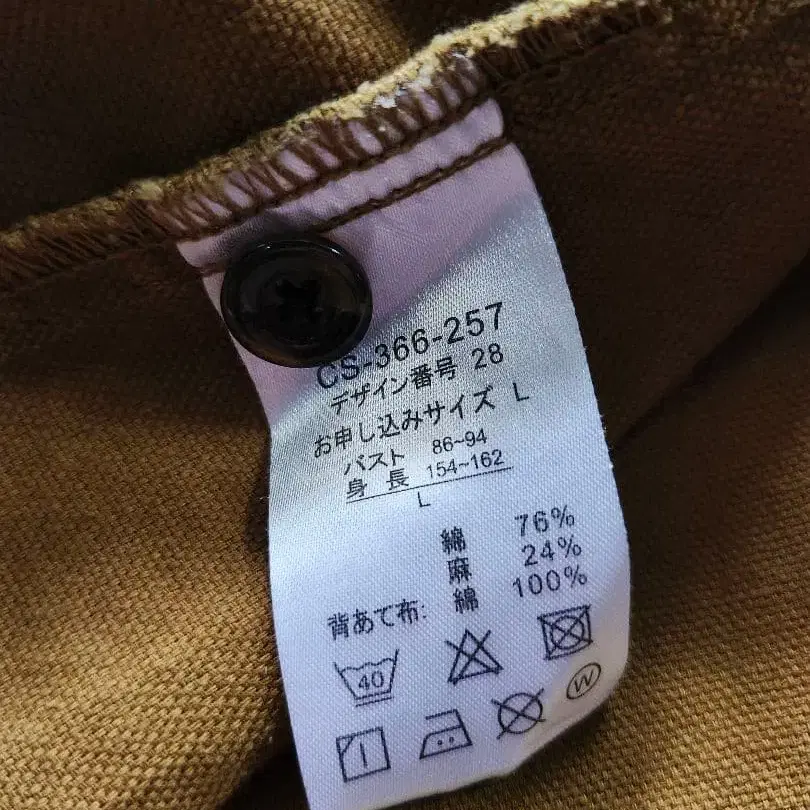 CS-366-257
デザイン番号 28
お申し込みサイズ L
バスト 86~94
身長 154~162
L
綿 76%
麻 24%
背あて布: 綿 100%
40
W